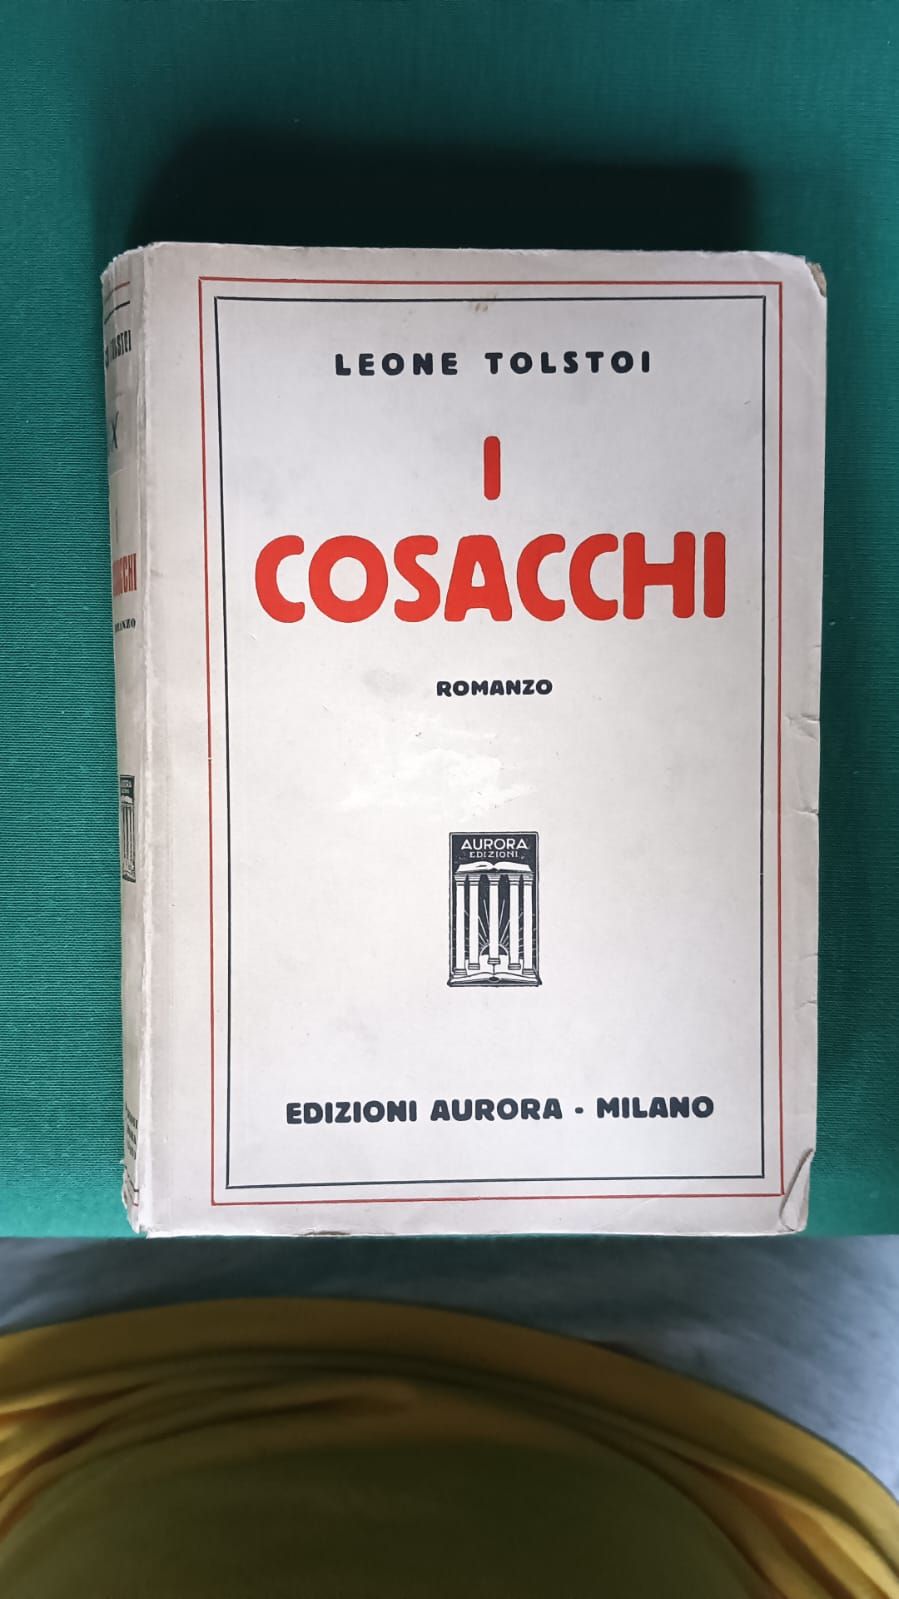 LEONE TOLSTOI
I
COSACCHI
ROMANZO
AURORA
EDIZIONI
EDIZIONI AURORA - MILANO